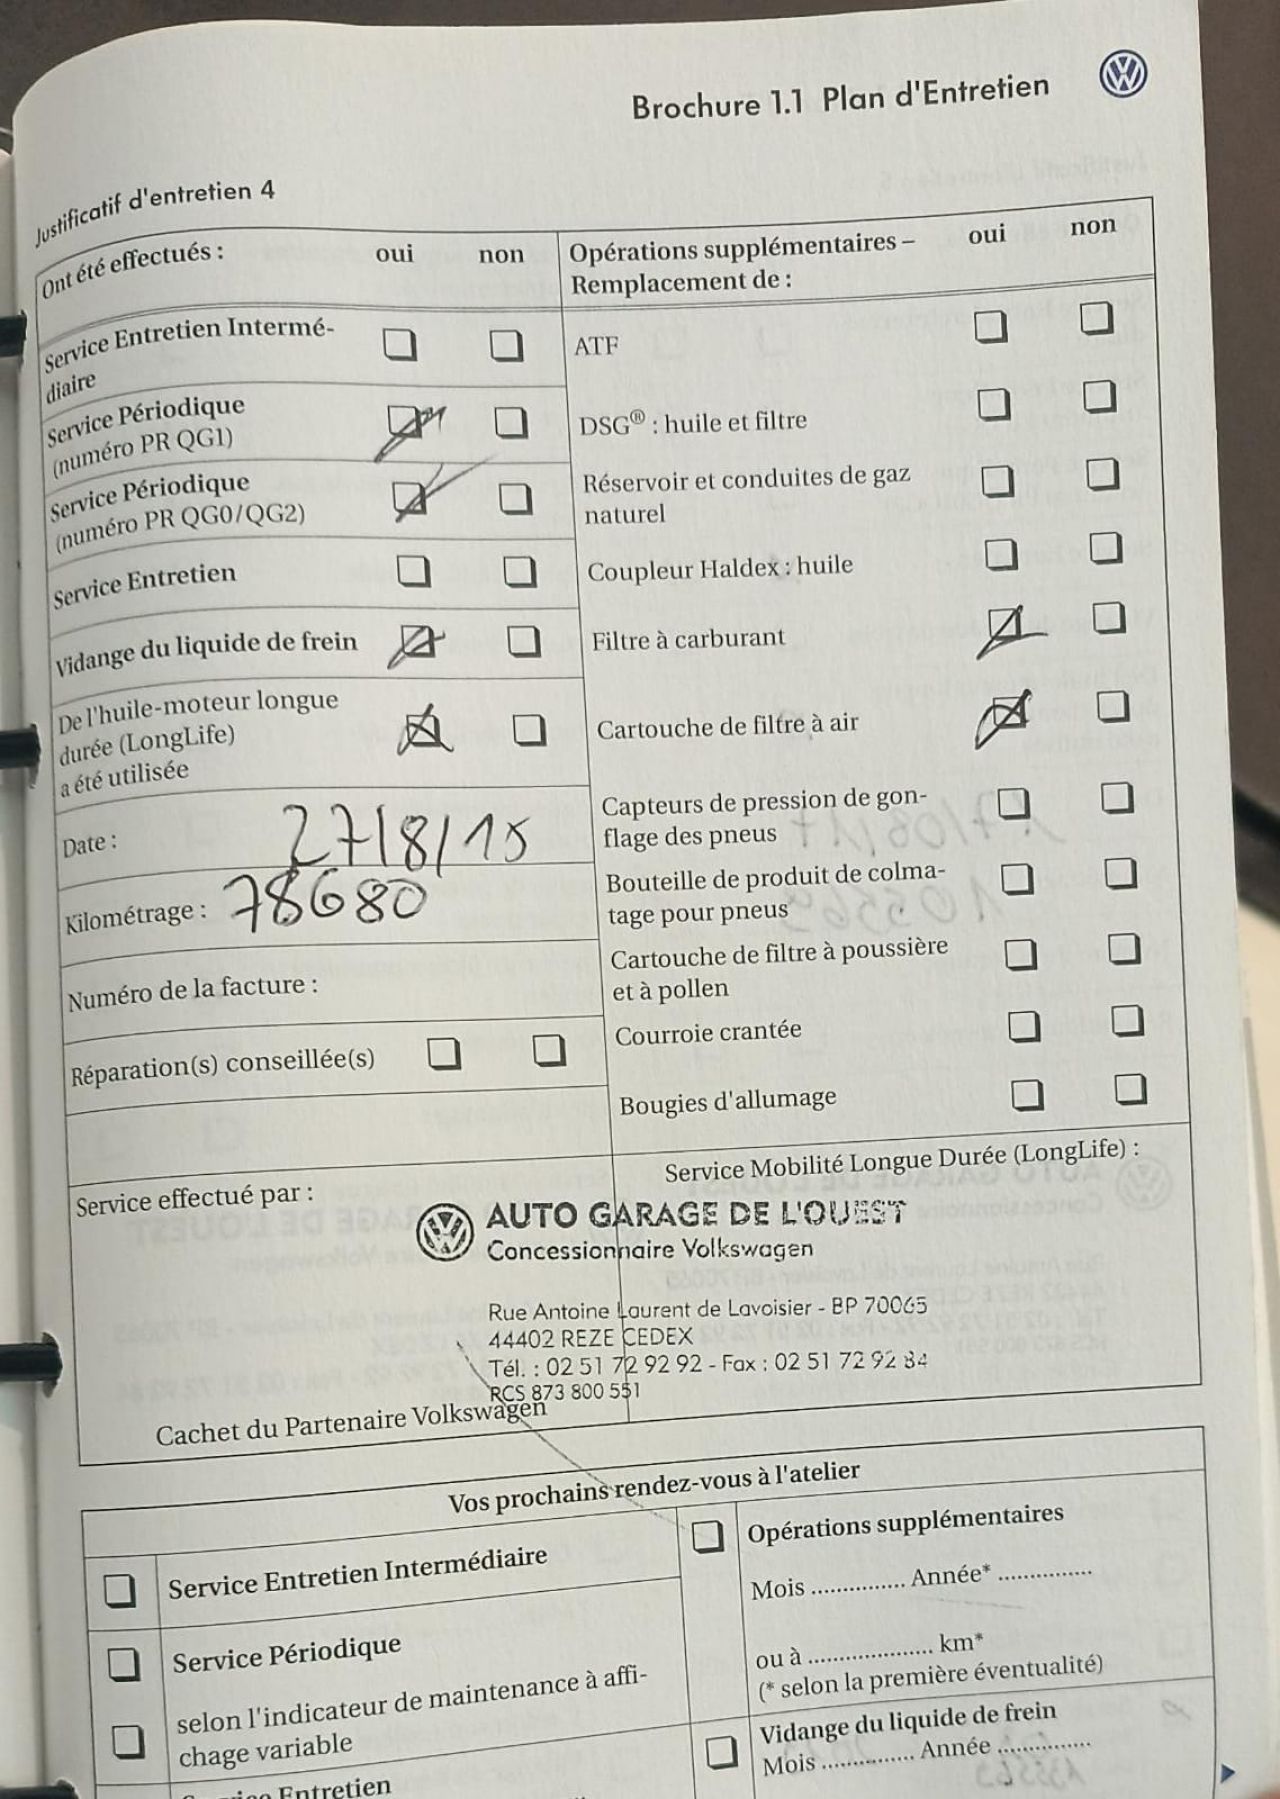 Brochure 1.1 Plan d'Entretien
Justificatif d'entretien 4
Ont été effectués : oui non
Service Entretien Intermé-
diaire
Service Périodique
(numéro PR QG1)
Service Périodique
(numéro PR QG0/QG2)
Service Entretien
Vidange du liquide de frein
De l'huile-moteur longue
durée (LongLife)
a été utilisée
Date : 27/8/15
Kilométrage : 78680
Numéro de la facture :
Réparation(s) conseillée(s)
Opérations supplémentaires – oui non
Remplacement de :
ATF
DSG® : huile et filtre
Réservoir et conduites de gaz
naturel
Coupleur Haldex : huile
Filtre à carburant
Cartouche de filtre à air
Capteurs de pression de gon-
flage des pneus
Bouteille de produit de colma-
tage pour pneus
Cartouche de filtre à poussière
et à pollen
Courroie crantée
Bougies d'allumage
Service effectué par :
Service Mobilité Longue Durée (LongLife) :
AUTO GARAGE DE L'OUEST
Concessionnaire Volkswagen
Rue Antoine Laurent de Lavoisier - BP 70065
44402 REZE CEDEX
Tél. : 02 51 72 92 92 - Fax : 02 51 72 92 84
RCS 873 800 551
Cachet du Partenaire Volkswagen
Vos prochains rendez-vous à l'atelier
Service Entretien Intermédiaire
Service Périodique
selon l'indicateur de maintenance à affi-
chage variable
Service Entretien
Opérations supplémentaires
Mois ............... Année* ...............
ou à .................... km*
(* selon la première éventualité)
Vidange du liquide de frein
Mois ............... Année ...............